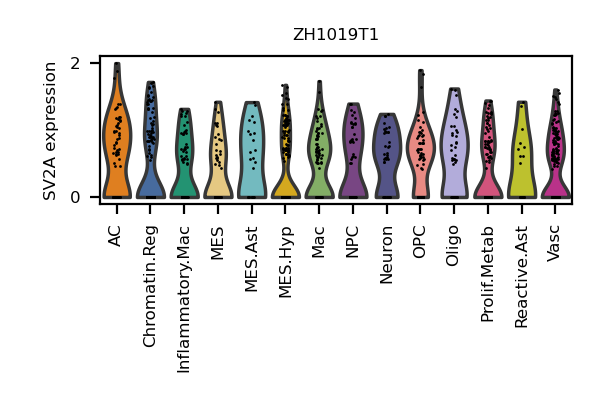 ZH1019T1
SV2A expression
2
0
AC
Chromatin.Reg
Inflammatory.Mac
MES
MES.Ast
MES.Hyp
Mac
NPC
Neuron
OPC
Oligo
Prolif.Metab
Reactive.Ast
Vasc